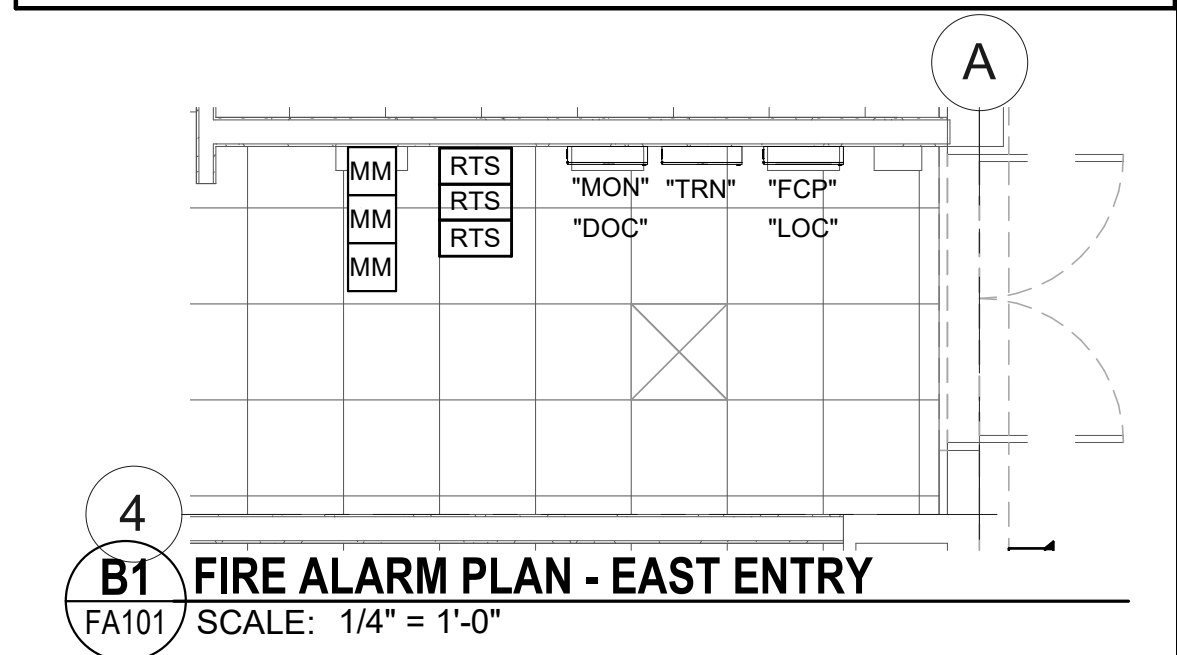 A
MM
MM
MM
RTS
RTS
RTS
"MON" "TRN" "FCP"
"DOC" "LOC"
4
B1 FIRE ALARM PLAN - EAST ENTRY
FA101 SCALE: 1/4" = 1'-0"